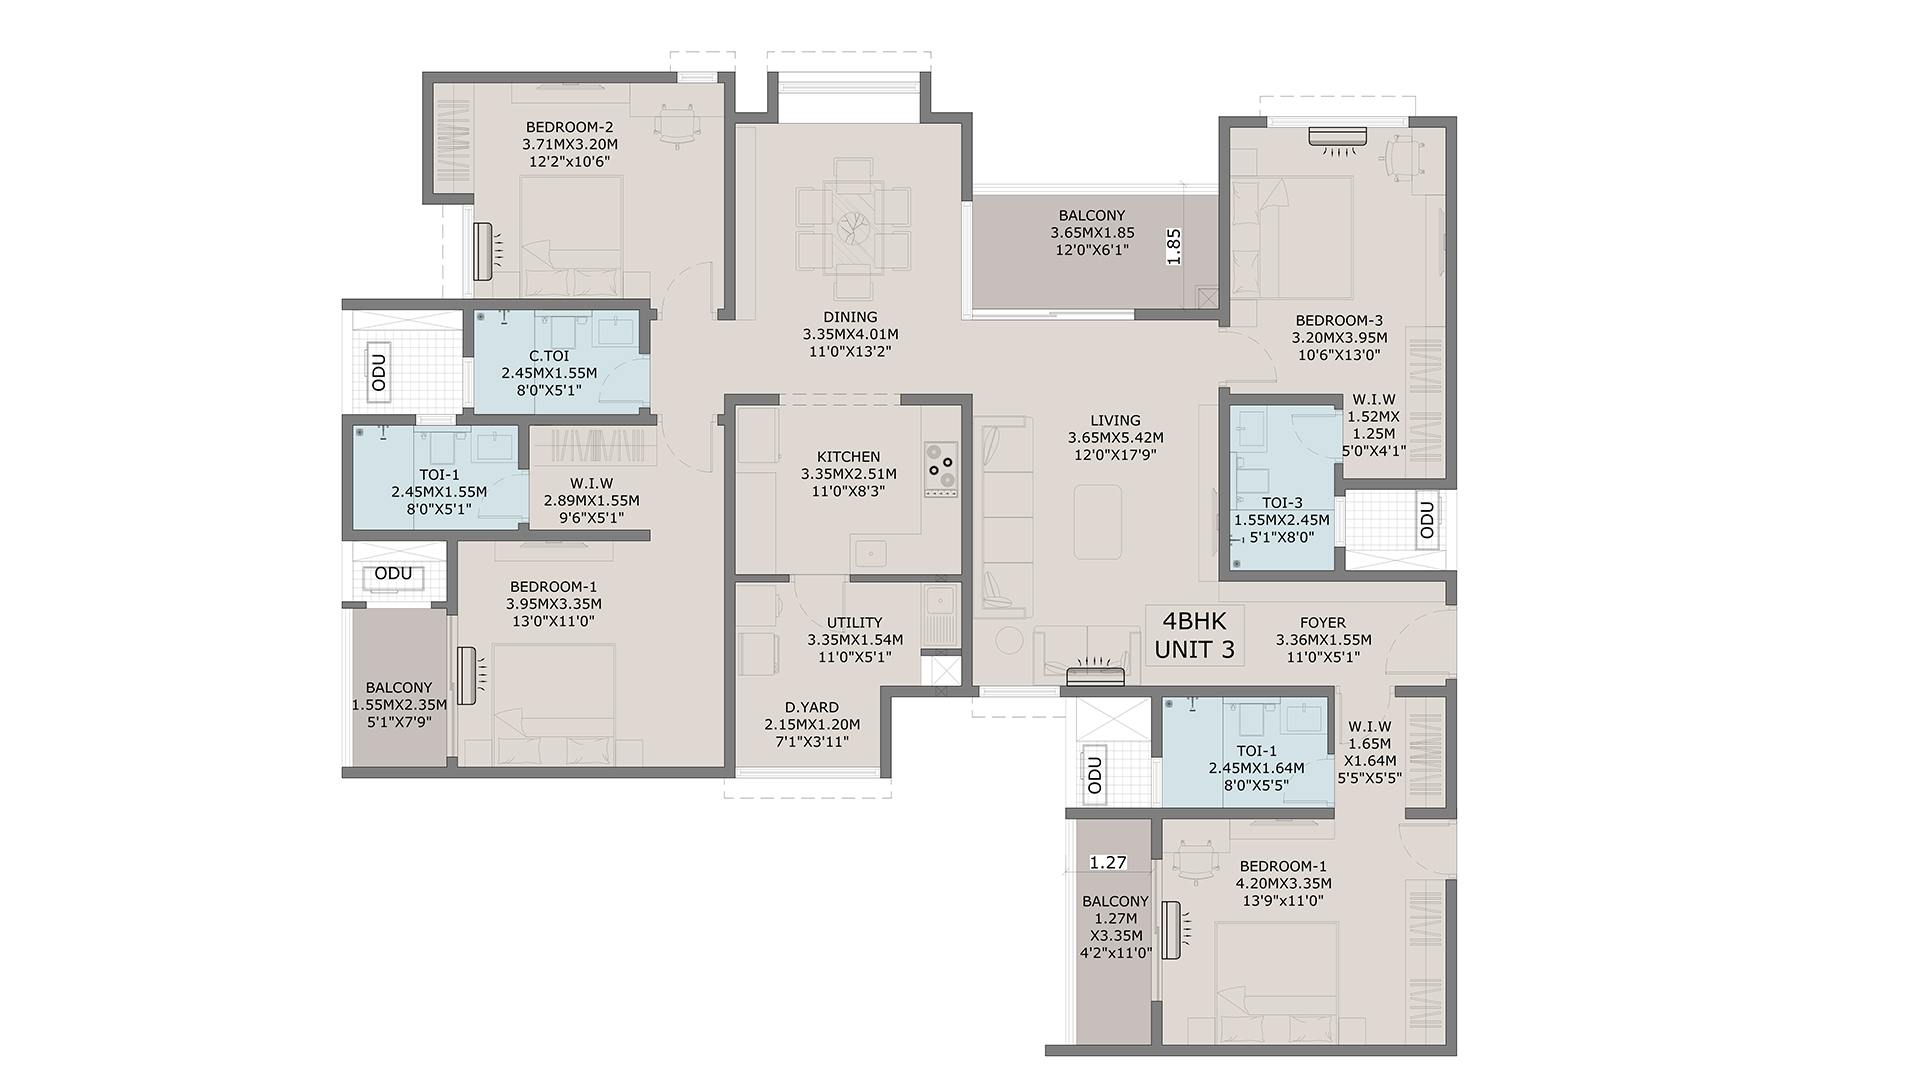 BEDROOM-2
3.71MX3.20M
12'2"x10'6"
BALCONY
3.65MX1.85
12'0"X6'1"
1.85
DINING
3.35MX4.01M
11'0"X13'2"
BEDROOM-3
3.20MX3.95M
10'6"X13'0"
ODU
C.TOI
2.45MX1.55M
8'0"X5'1"
W.I.W
1.52MX
1.25M
5'0"X4'1"
LIVING
3.65MX5.42M
12'0"X17'9"
KITCHEN
3.35MX2.51M
11'0"X8'3"
TOI-1
2.45MX1.55M
8'0"X5'1"
W.I.W
2.89MX1.55M
9'6"X5'1"
TOI-3
1.55MX2.45M
5'1"X8'0"
ODU
ODU
BEDROOM-1
3.95MX3.35M
13'0"X11'0"
UTILITY
3.35MX1.54M
11'0"X5'1"
4BHK
UNIT 3
FOYER
3.36MX1.55M
11'0"X5'1"
BALCONY
1.55MX2.35M
5'1"X7'9"
D.YARD
2.15MX1.20M
7'1"X3'11"
ODU
TOI-1
2.45MX1.64M
8'0"X5'5"
W.I.W
1.65M
X1.64M
5'5"X5'5"
1.27
BALCONY
1.27M
X3.35M
4'2"x11'0"
BEDROOM-1
4.20MX3.35M
13'9"x11'0"